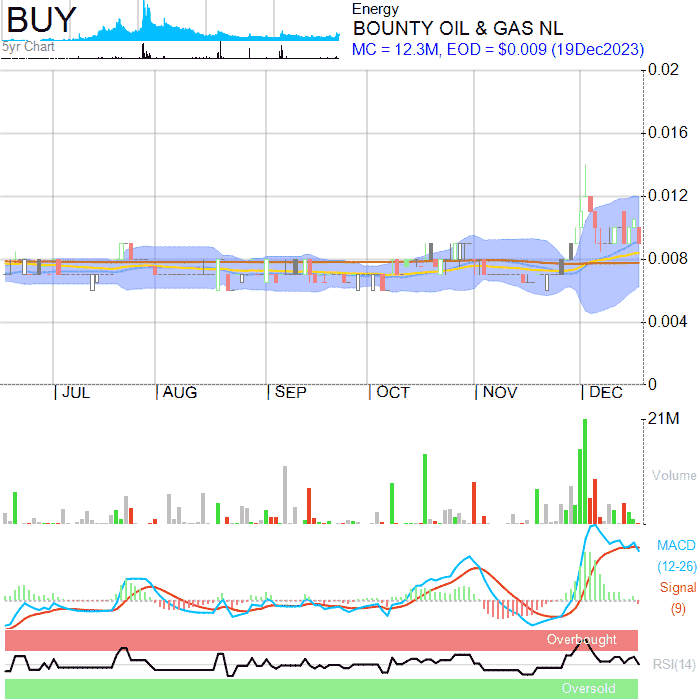 BUY
5yr Chart
Energy
BOUNTY OIL & GAS NL
MC = 12.3M, EOD = $0.009 (19Dec2023)
0.02
0.016
0.012
0.008
0.004
0
JUL AUG SEP OCT NOV DEC
21M
Volume
MACD
(12-26)
Signal
(9)
Overbought
RSI(14)
Oversold